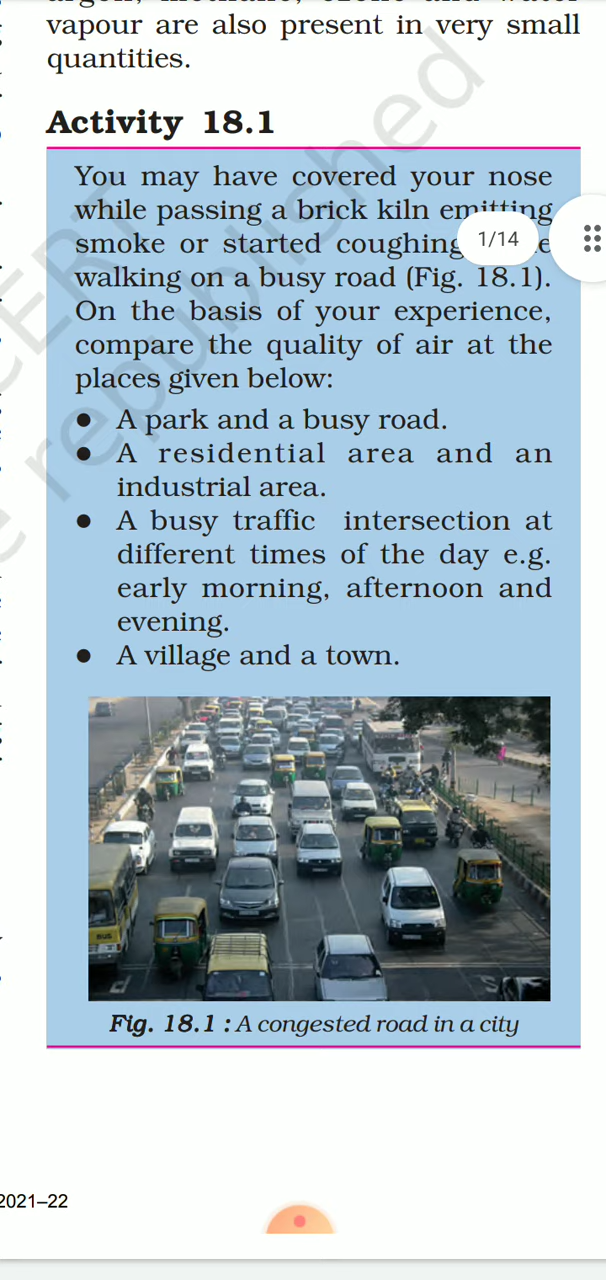 vapour are also present in very small
quantities.
Activity 18.1
You may have covered your nose
while passing a brick kiln emitting
smoke or started coughing
walking on a busy road (Fig. 18.1).
On the basis of your experience,
compare the quality of air at the
places given below:
1/14
● A park and a busy road.
● A residential area and an
industrial area.
● A busy traffic intersection at
different times of the day e.g.
early morning, afternoon and
evening.
● A village and a town.
BUS
Fig. 18.1 : A congested road in a city
2021–22
republished